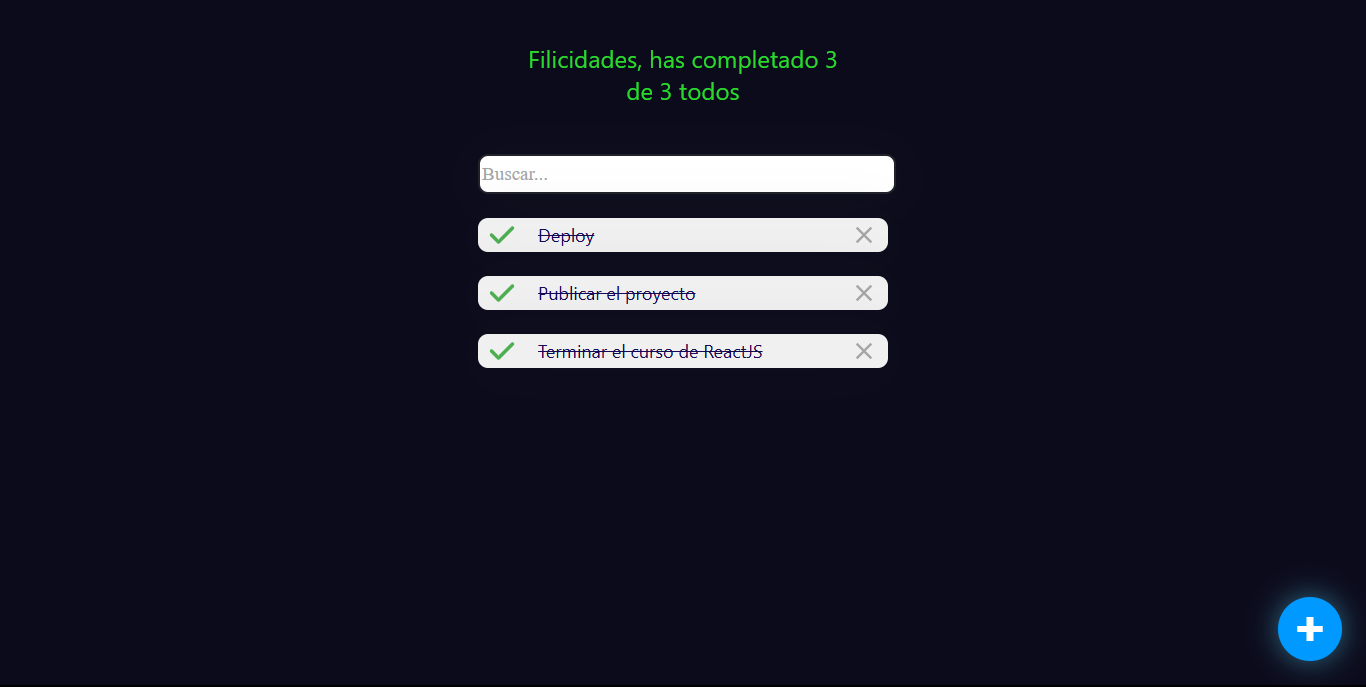 Filicidades, has completado 3
de 3 todos
Buscar...
Deploy
Publicar el proyecto
Terminar el curso de ReactJS